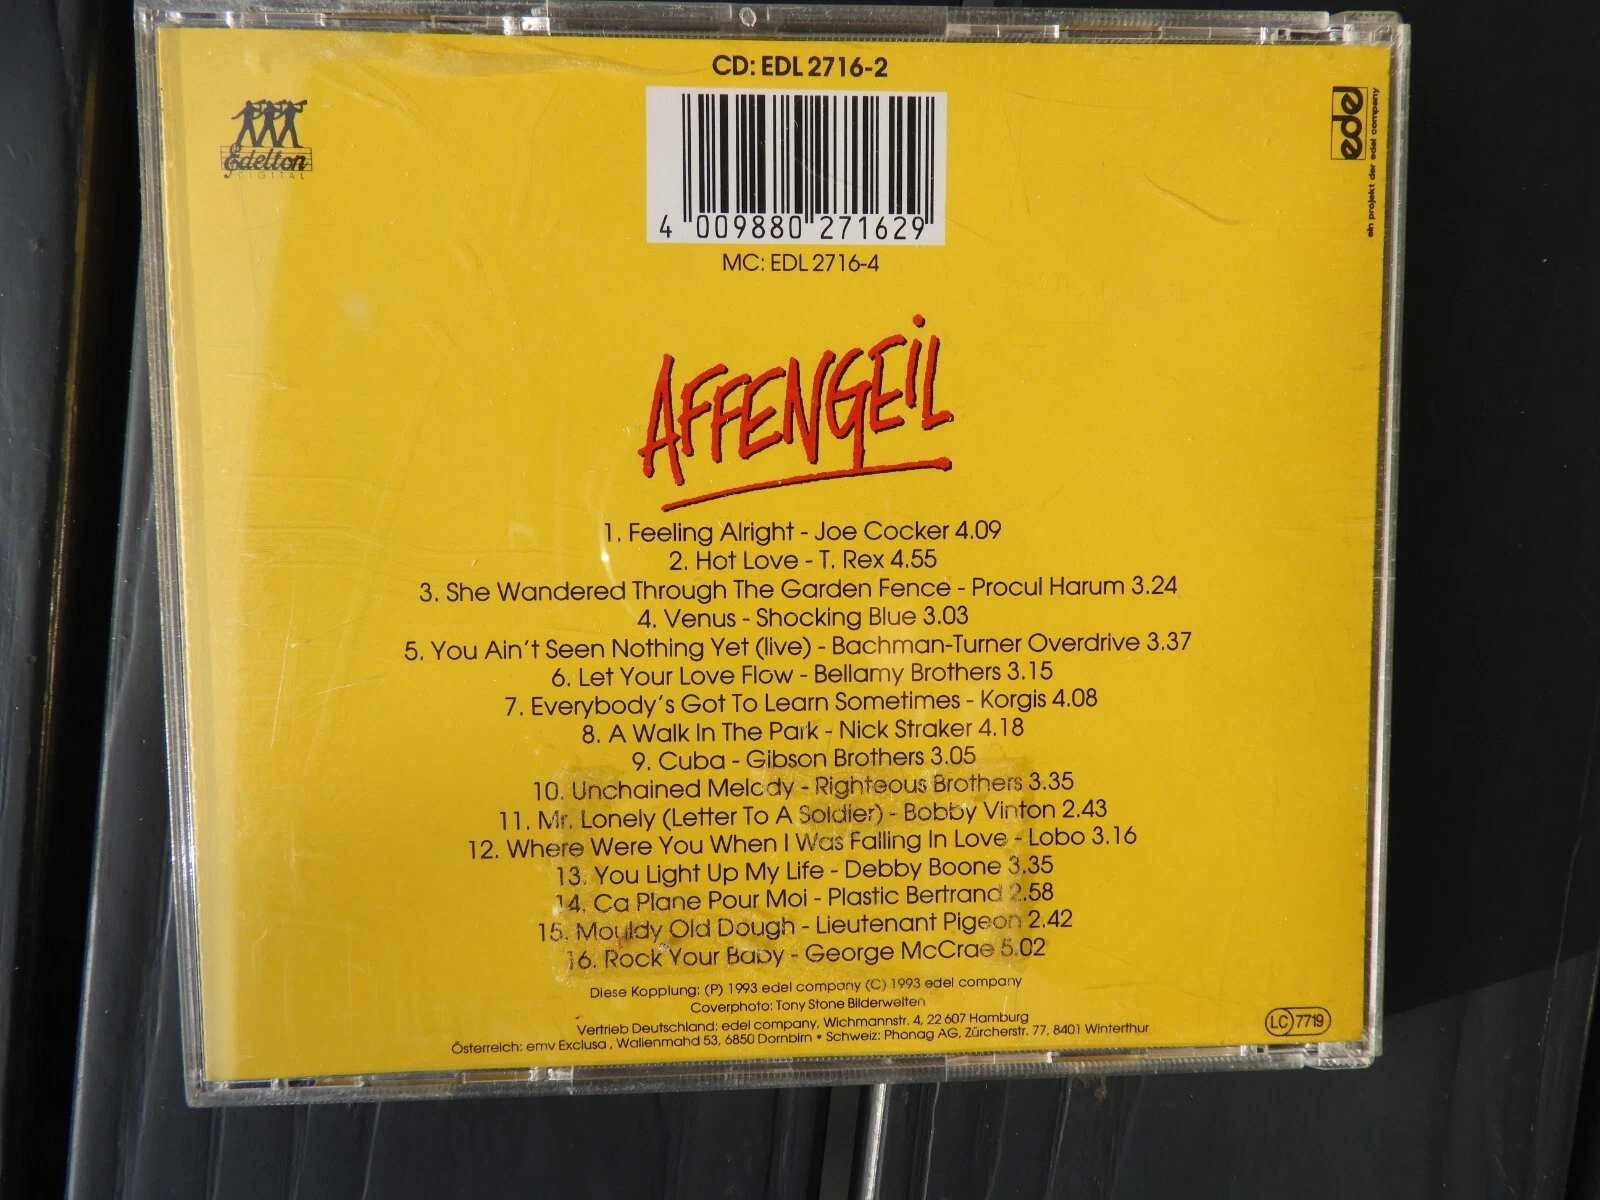 CD: EDL 2716-2
Edelton
DIGITAL
edel
ein projekt der edel company
4 009880 271629
MC: EDL 2716-4
AFFENGEiL
1. Feeling Alright - Joe Cocker 4.09
2. Hot Love - T. Rex 4.55
3. She Wandered Through The Garden Fence - Procul Harum 3.24
4. Venus - Shocking Blue 3.03
5. You Ain't Seen Nothing Yet (live) - Bachman-Turner Overdrive 3.37
6. Let Your Love Flow - Bellamy Brothers 3.15
7. Everybody's Got To Learn Sometimes - Korgis 4.08
8. A Walk In The Park - Nick Straker 4.18
9. Cuba - Gibson Brothers 3.05
10. Unchained Melody - Righteous Brothers 3.35
11. Mr. Lonely (Letter To A Soldier) - Bobby Vinton 2.43
12. Where Were You When I Was Falling In Love - Lobo 3.16
13. You Light Up My Life - Debby Boone 3.35
14. Ca Plane Pour Moi - Plastic Bertrand 2.58
15. Mouldy Old Dough - Lieutenant Pigeon 2.42
16. Rock Your Baby - George McCrae 5.02
Diese Kopplung: (P) 1993 edel company (C) 1993 edel company
Coverphoto: Tony Stone Bilderwelten
Vertrieb Deutschland: edel company, Wichmannstr. 4, 22 607 Hamburg
Österreich: emv Exclusa, Wallenmahd 53, 6850 Dornbirn • Schweiz: Phonag AG, Zürcherstr. 77, 8401 Winterthur
LC 7719